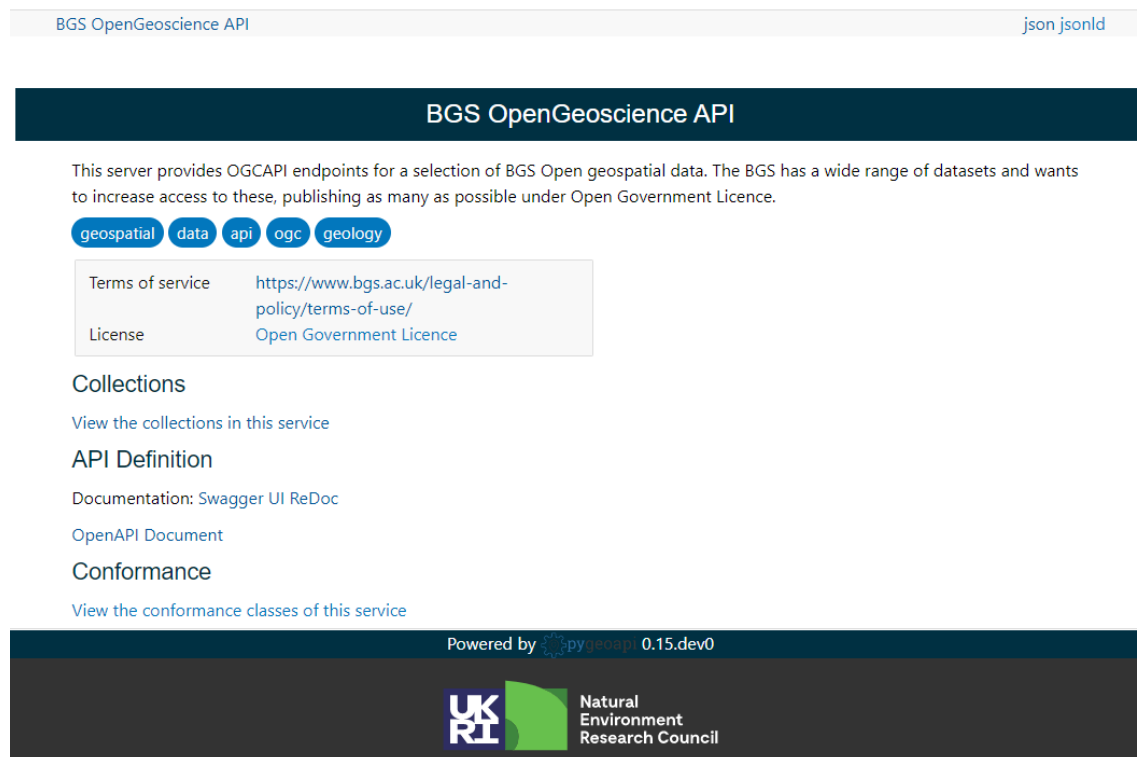 BGS OpenGeoscience API
json jsonld
BGS OpenGeoscience API
This server provides OGCAPI endpoints for a selection of BGS Open geospatial data. The BGS has a wide range of datasets and wants
to increase access to these, publishing as many as possible under Open Government Licence.
geospatial data api ogc geology
Terms of service https://www.bgs.ac.uk/legal-and-
policy/terms-of-use/
License Open Government Licence
Collections
View the collections in this service
API Definition
Documentation: Swagger UI ReDoc
OpenAPI Document
Conformance
View the conformance classes of this service
Powered by pygeoapi 0.15.dev0
UK
RI
Natural
Environment
Research Council